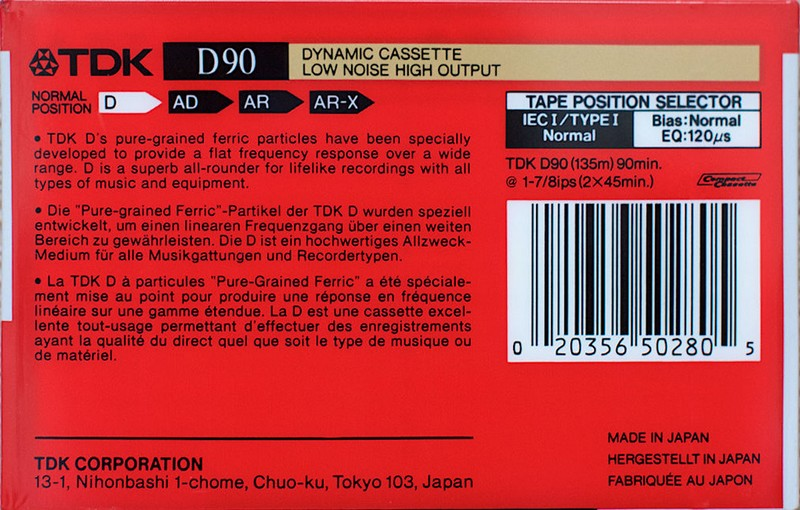 TDK D90 DYNAMIC CASSETTE
LOW NOISE HIGH OUTPUT
NORMAL POSITION D AD AR AR-X
• TDK D's pure-grained ferric particles have been specially
developed to provide a flat frequency response over a wide
range. D is a superb all-rounder for lifelike recordings with all
types of music and equipment.
• Die "Pure-grained Ferric"-Partikel der TDK D wurden speziell
entwickelt, um einen linearen Frequenzgang über einen weiten
Bereich zu gewährleisten. Die D ist ein hochwertiges Allzweck-
Medium für alle Musikgattungen und Recordertypen.
• La TDK D à particules "Pure-Grained Ferric" a été spéciale-
ment mise au point pour produire une réponse en fréquence
linéaire sur une gamme étendue. La D est une cassette excel-
lente tout-usage permettant d'effectuer des enregistrements
ayant la qualité du direct quel que soit le type de musique ou
de matériel.
TDK CORPORATION
13-1, Nihonbashi 1-chome, Chuo-ku, Tokyo 103, Japan
TAPE POSITION SELECTOR
IEC I/TYPE I
Normal
Bias:Normal
EQ:120µs
TDK D90 (135m) 90min.
@ 1-7/8ips (2×45min.)
Compact Cassette
0 20356 50280 5
MADE IN JAPAN
HERGESTELLT IN JAPAN
FABRIQUÉE AU JAPON